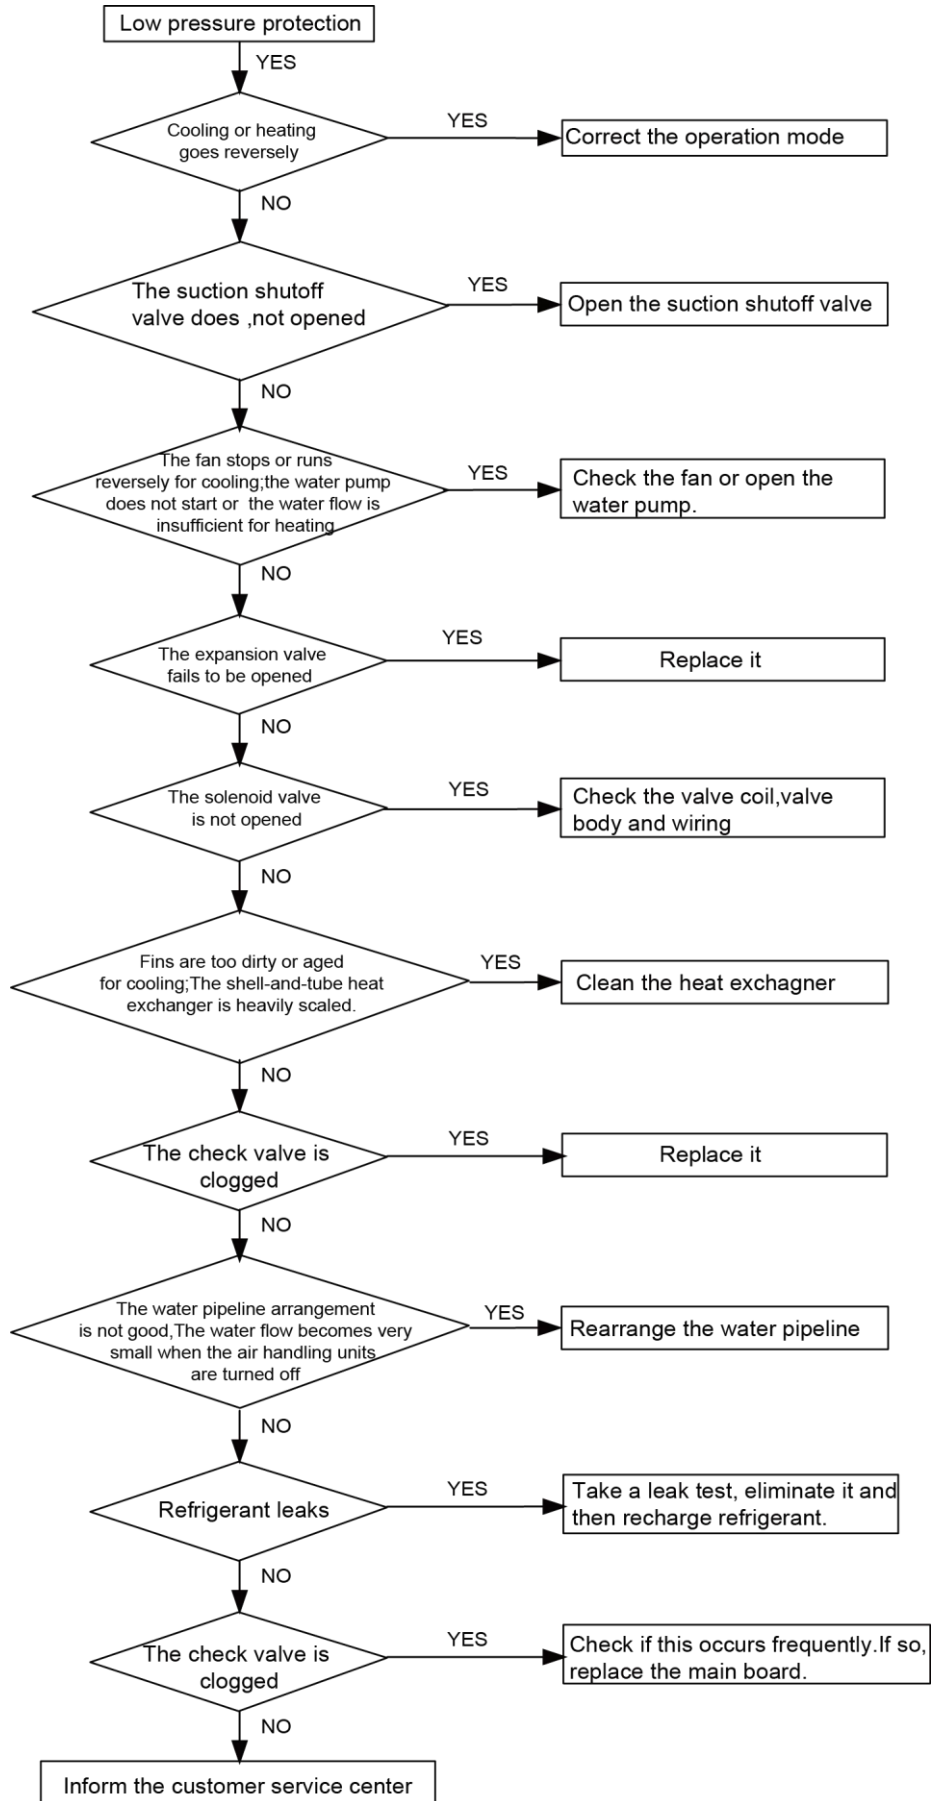 Low pressure protection
YES
Cooling or heating
goes reversely
YES
Correct the operation mode
NO
The suction shutoff
valve does ,not opened
YES
Open the suction shutoff valve
NO
The fan stops or runs
reversely for cooling;the water pump
does not start or the water flow is
insufficient for heating
YES
Check the fan or open the
water pump.
NO
The expansion valve
fails to be opened
YES
Replace it
NO
The solenoid valve
is not opened
YES
Check the valve coil,valve
body and wiring
NO
Fins are too dirty or aged
for cooling;The shell-and-tube heat
exchanger is heavily scaled.
YES
Clean the heat exchagner
NO
The check valve is
clogged
YES
Replace it
NO
The water pipeline arrangement
is not good,The water flow becomes very
small when the air handling units
are turned off
YES
Rearrange the water pipeline
NO
Refrigerant leaks
YES
Take a leak test, eliminate it and
then recharge refrigerant.
NO
The check valve is
clogged
YES
Check if this occurs frequently.If so,
replace the main board.
NO
Inform the customer service center